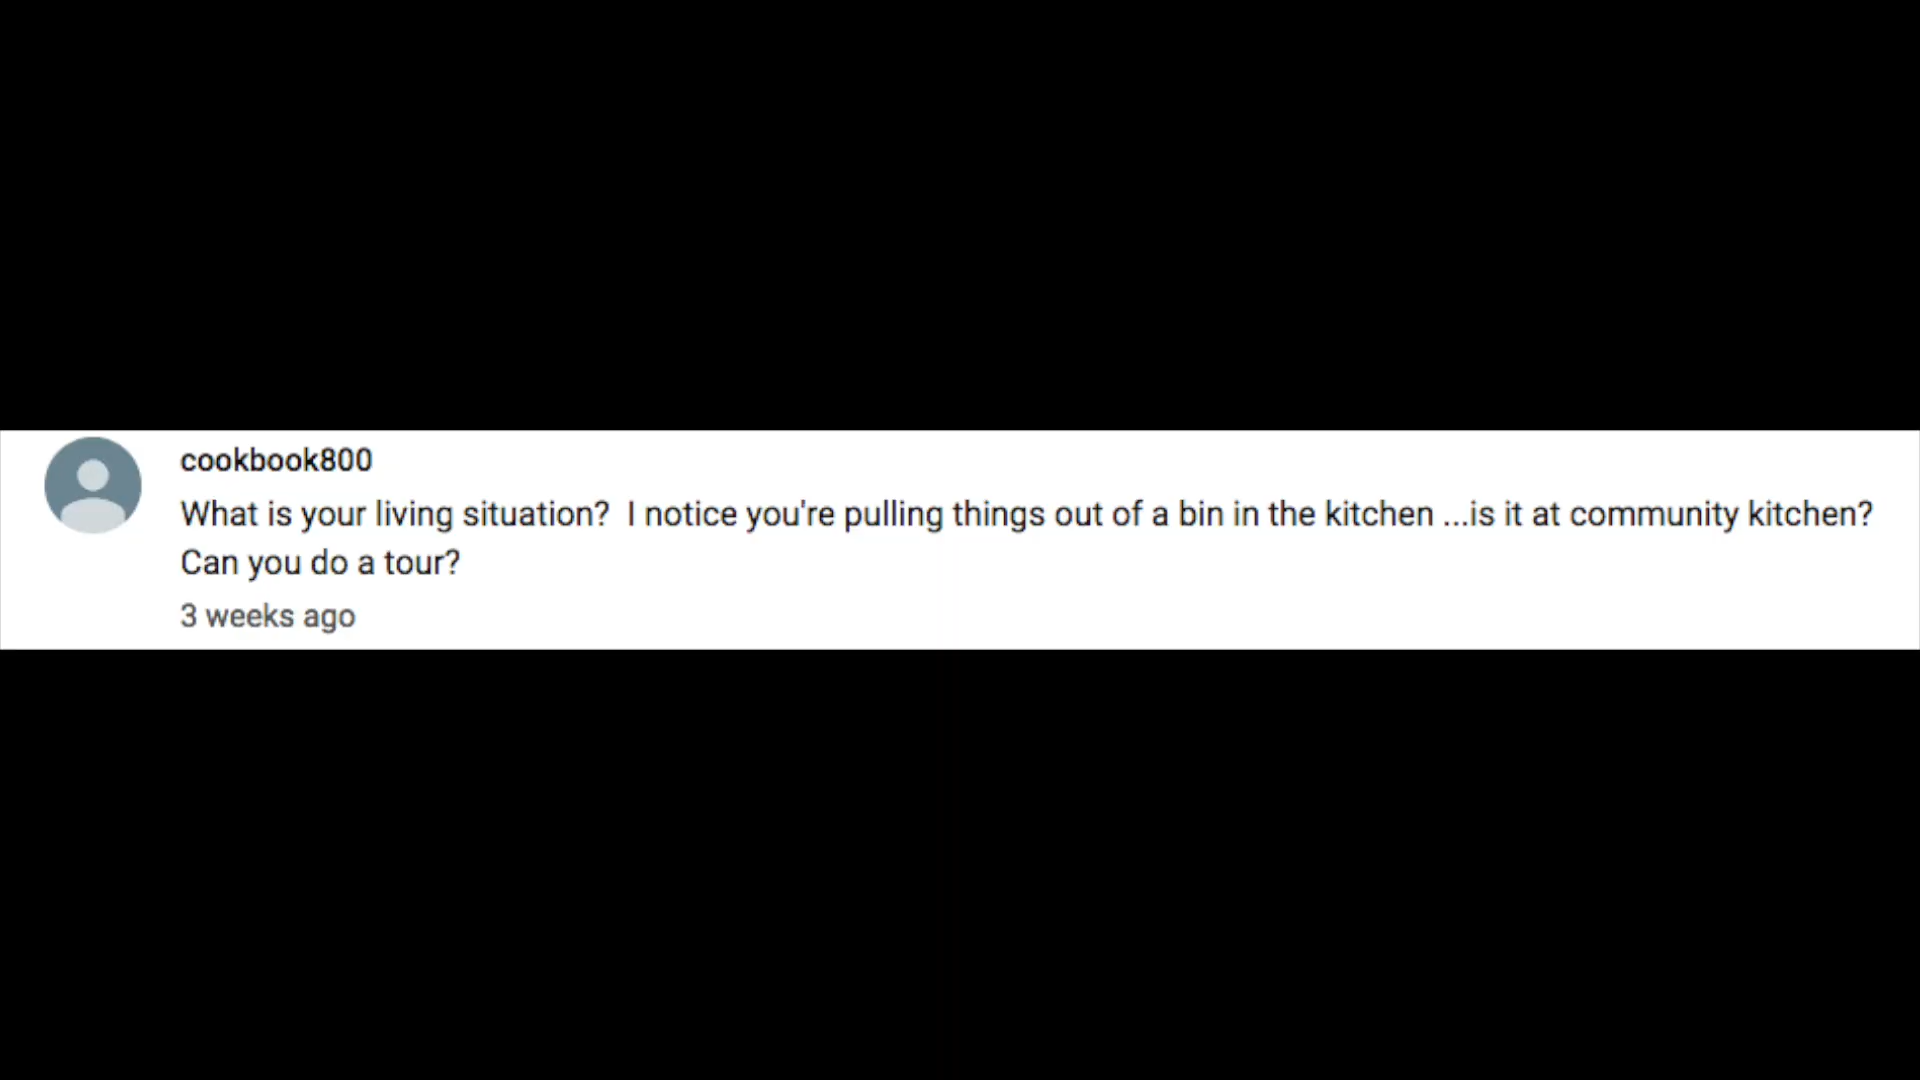 cookbook800
What is your living situation?  I notice you're pulling things out of a bin in the kitchen ...is it at community kitchen?
Can you do a tour?
3 weeks ago